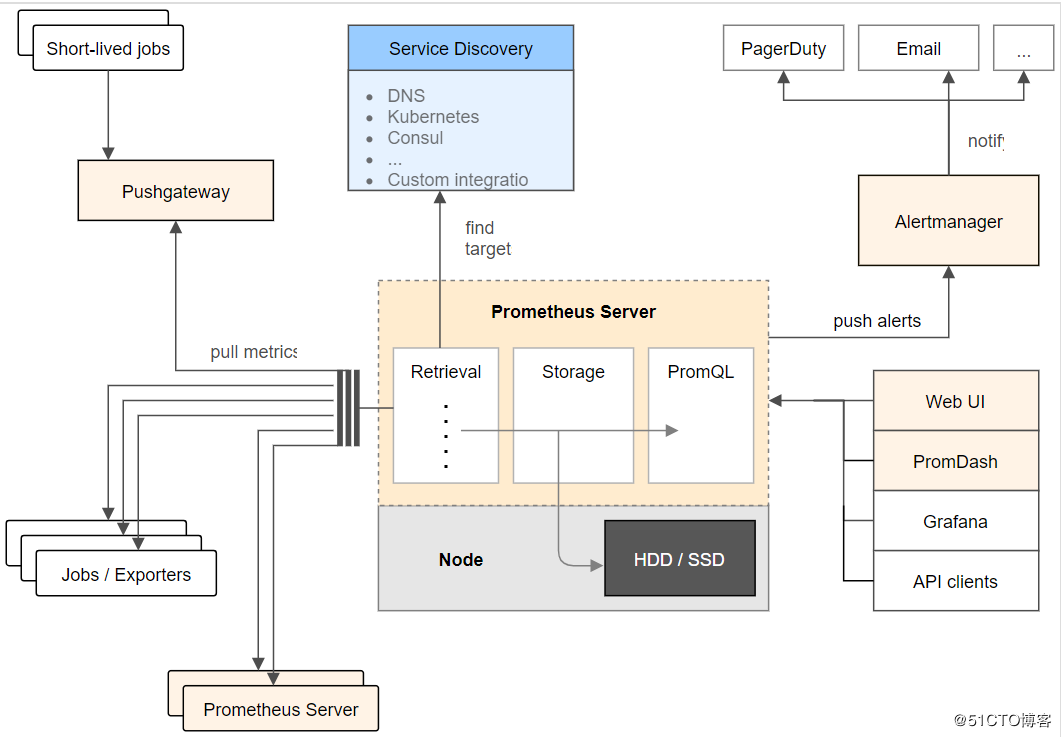 Short-lived jobs
Pushgateway
Service Discovery
DNS
Kubernetes
Consul
...
Custom integratio
find
target
PagerDuty
Email
...
notify
Alertmanager
push alerts
pull metrics
Prometheus Server
Retrieval
Storage
PromQL
Node
HDD / SSD
Web UI
PromDash
Grafana
API clients
Jobs / Exporters
Prometheus Server
@51CTO博客